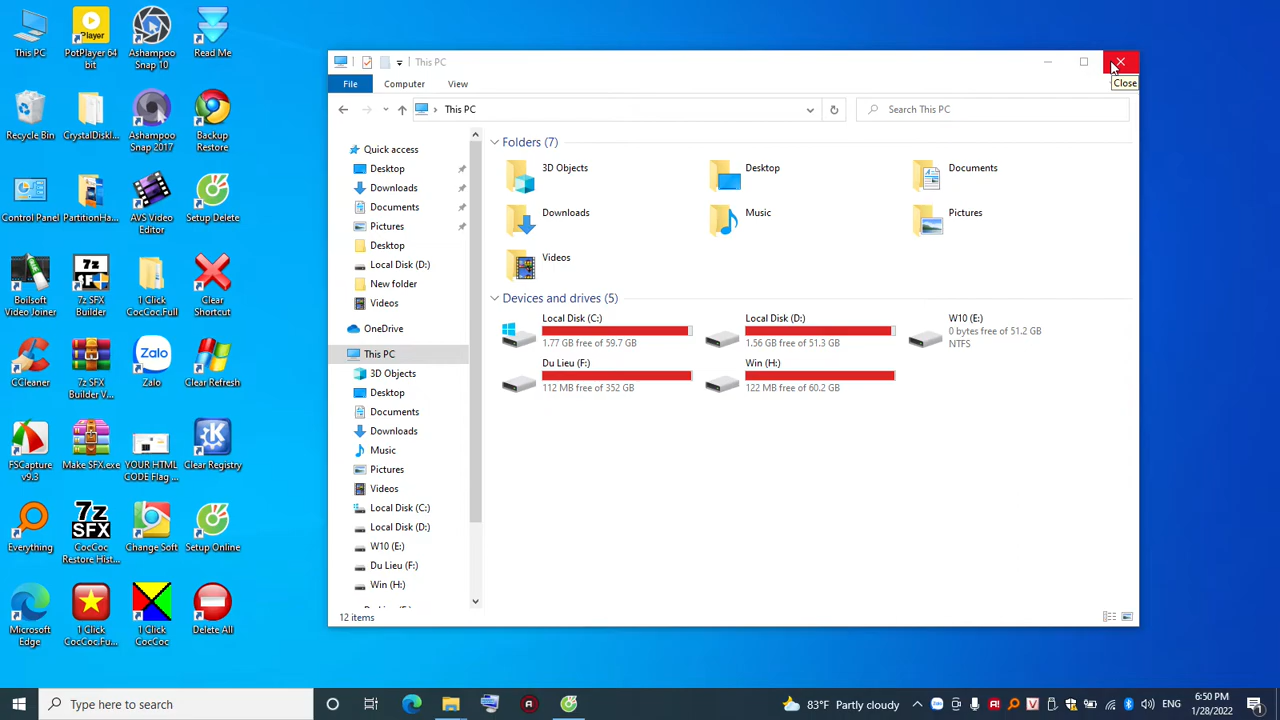 This PC
PotPlayer 64
bit
Ashampoo
Snap 10
Read Me
Recycle Bin
CrystalDiskI...
Ashampoo
Snap 2017
Backup
Restore
Control Panel
PartitionHa...
AVS Video
Editor
Setup Delete
Boilsoft
Video Joiner
7z SFX
Builder
1 Click
CocCoc.Full
Clear
Shortcut
CCleaner
7z SFX
Builder V...
Zalo
Clear Refresh
FSCapture
v9.3
Make SFX.exe
YOUR HTML
CODE Flag ...
Clear Registry
Everything
CocCoc
Restore Hist...
Change Soft
Setup Online
Microsoft
Edge
1 Click
CocCoc.Fu...
1 Click
CocCoc
Delete All
This PC
Close
File
Computer
View
This PC
Search This PC
Quick access
Desktop
Downloads
Documents
Pictures
Desktop
Local Disk (D:)
New folder
Videos
OneDrive
This PC
3D Objects
Desktop
Documents
Downloads
Music
Pictures
Videos
Local Disk (C:)
Local Disk (D:)
W10 (E:)
Du Lieu (F:)
Win (H:)
Folders (7)
3D Objects
Desktop
Documents
Downloads
Music
Pictures
Videos
Devices and drives (5)
Local Disk (C:)
1.77 GB free of 59.7 GB
Local Disk (D:)
1.56 GB free of 51.3 GB
W10 (E:)
0 bytes free of 51.2 GB
NTFS
Du Lieu (F:)
112 MB free of 352 GB
Win (H:)
122 MB free of 60.2 GB
12 items
Type here to search
83°F Partly cloudy
ENG
6:50 PM
1/28/2022